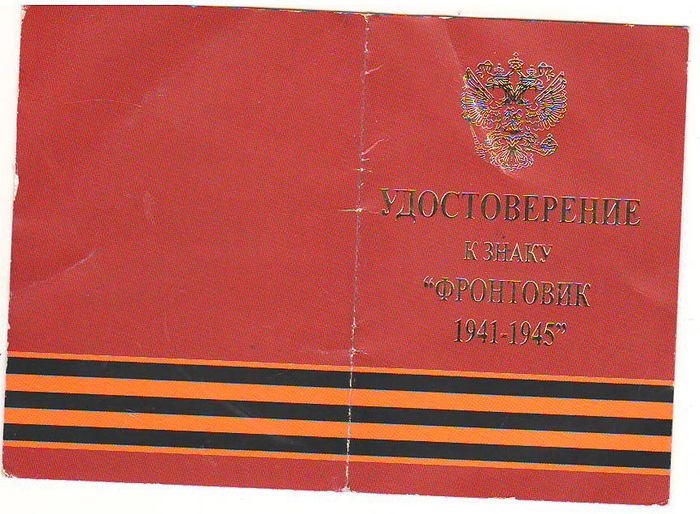 УДОСТОВЕРЕНИЕ
К ЗНАКУ
“ФРОНТОВИК
1941-1945”